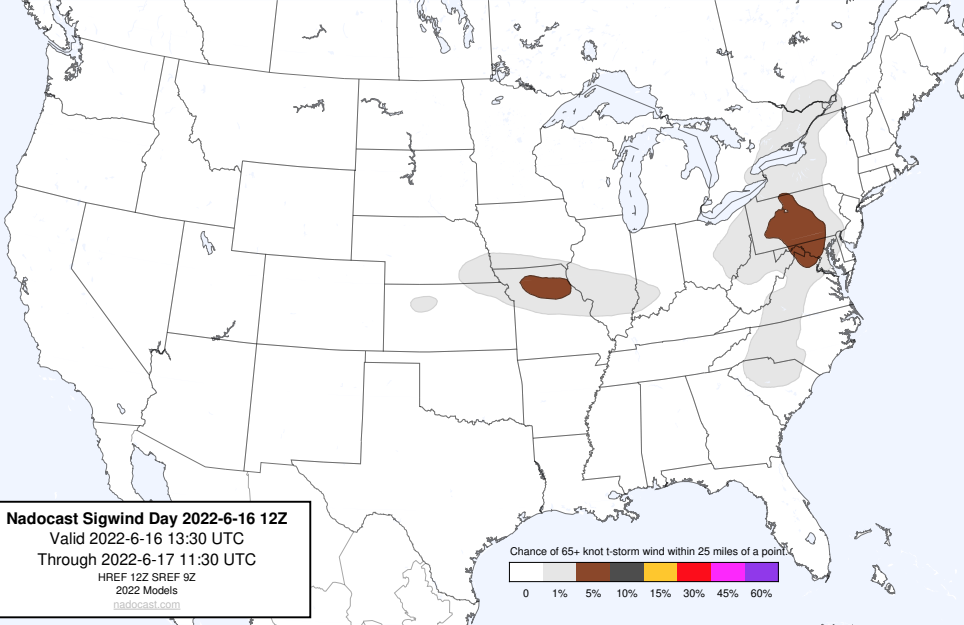 Nadocast Sigwind Day 2022-6-16 12Z
Valid 2022-6-16 13:30 UTC
Through 2022-6-17 11:30 UTC
HREF 12Z SREF 9Z
2022 Models
nadocast.com
Chance of 65+ knot t-storm wind within 25 miles of a point.
0 1% 5% 10% 15% 30% 45% 60%